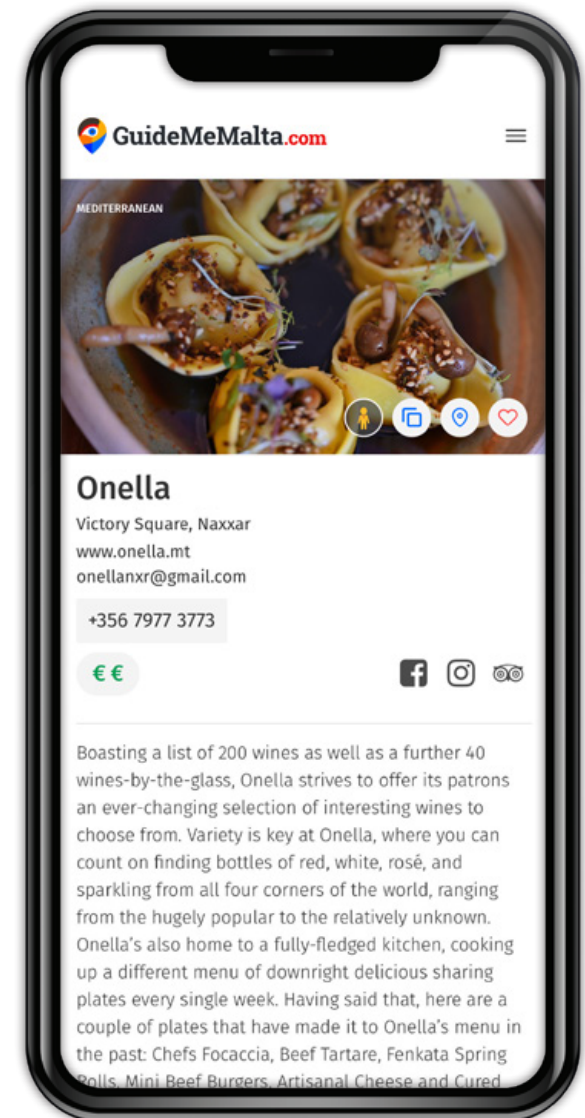 GuideMeMalta.com
MEDITERRANEAN
Onella
Victory Square, Naxxar
www.onella.mt
onellanxr@gmail.com
+356 7977 3773
€ €
Boasting a list of 200 wines as well as a further 40
wines-by-the-glass, Onella strives to offer its patrons
an ever-changing selection of interesting wines to
choose from. Variety is key at Onella, where you can
count on finding bottles of red, white, rosé, and
sparkling from all four corners of the world, ranging
from the hugely popular to the relatively unknown.
Onella’s also home to a fully-fledged kitchen, cooking
up a different menu of downright delicious sharing
plates every single week. Having said that, here are a
couple of plates that have made it to Onella’s menu in
the past: Chefs Focaccia, Beef Tartare, Fenkata Spring
Rolls, Mini Beef Burgers, Artisanal Cheese and Cured